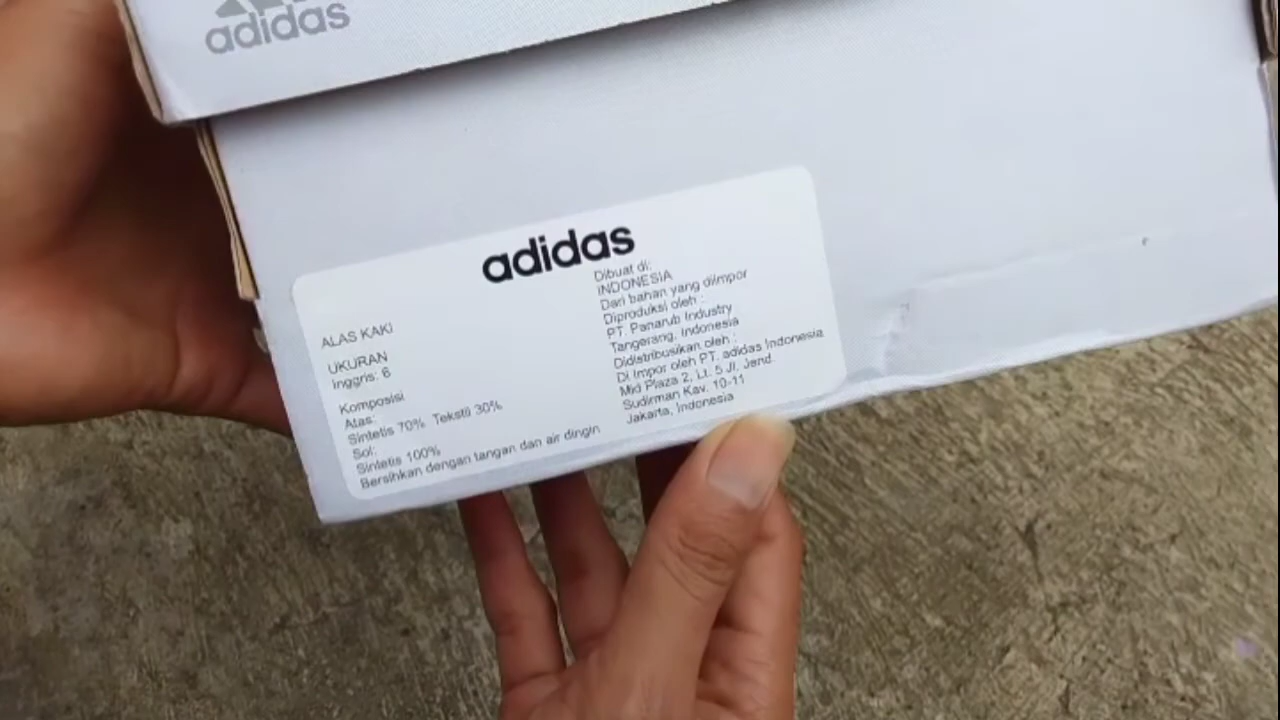 adidas
adidas
ALAS KAKI
UKURAN
Inggris: 6
Komposisi
Atas:
Sintetis 70% Tekstil 30%
Sol:
Sintetis 100%
Bersihkan dengan tangan dan air dingin
Dibuat di:
INDONESIA
Dari bahan yang diimpor
Diproduksi oleh :
PT. Panarub Industry
Tangerang, Indonesia
Didistribusikan oleh :
Di Impor oleh PT. adidas Indonesia
Mid Plaza 2, Lt. 5 Jl. Jend.
Sudirman Kav. 10-11
Jakarta, Indonesia